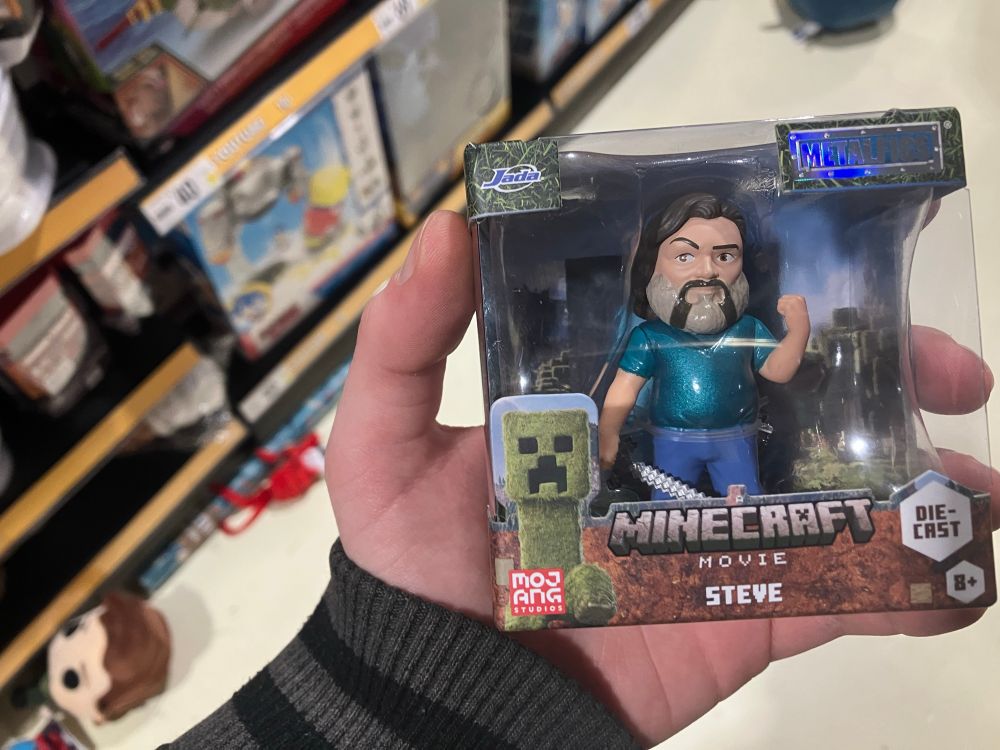 Jada
METALFIGS
MINECRAFT
MOVIE
STEVE
MOJ
ANG
STUDIOS
DIE-
CAST
8+